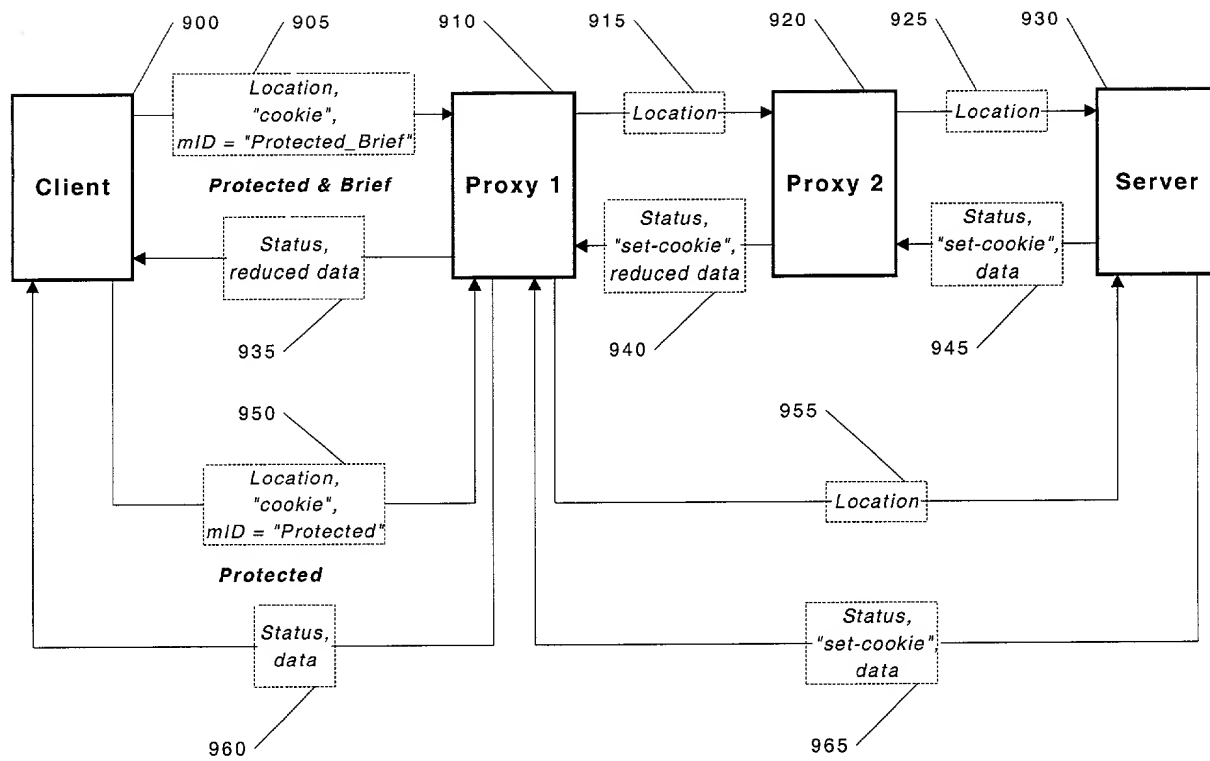 900
905
910
915
920
925
930
Location,
"cookie",
mID = "Protected_Brief"
Location
Location
Client
Protected & Brief
Proxy 1
Proxy 2
Server
Status,
reduced data
Status,
"set-cookie",
reduced data
Status,
"set-cookie",
data
935
940
945
950
955
Location,
"cookie",
mID = "Protected"
Location
Protected
Status,
data
Status,
"set-cookie",
data
960
965